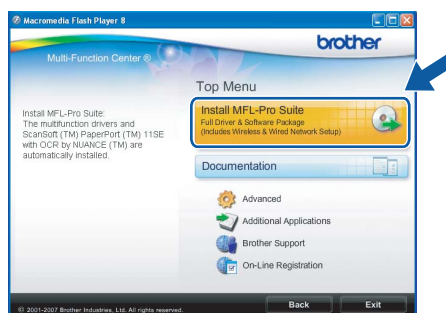 Macromedia Flash Player 8
brother
Multi-Function Center ®
Top Menu
Install MFL-Pro Suite:
The multifunction drivers and
ScanSoft (TM) PaperPort (TM) 11SE
with OCR by NUANCE (TM) are
automatically installed.
Install MFL-Pro Suite
Full Driver & Software Package
(Includes Wireless & Wired Network Setup)
Documentation
Advanced
Additional Applications
Brother Support
On-Line Registration
© 2001-2007 Brother Industries, Ltd. All rights reserved.
Back
Exit